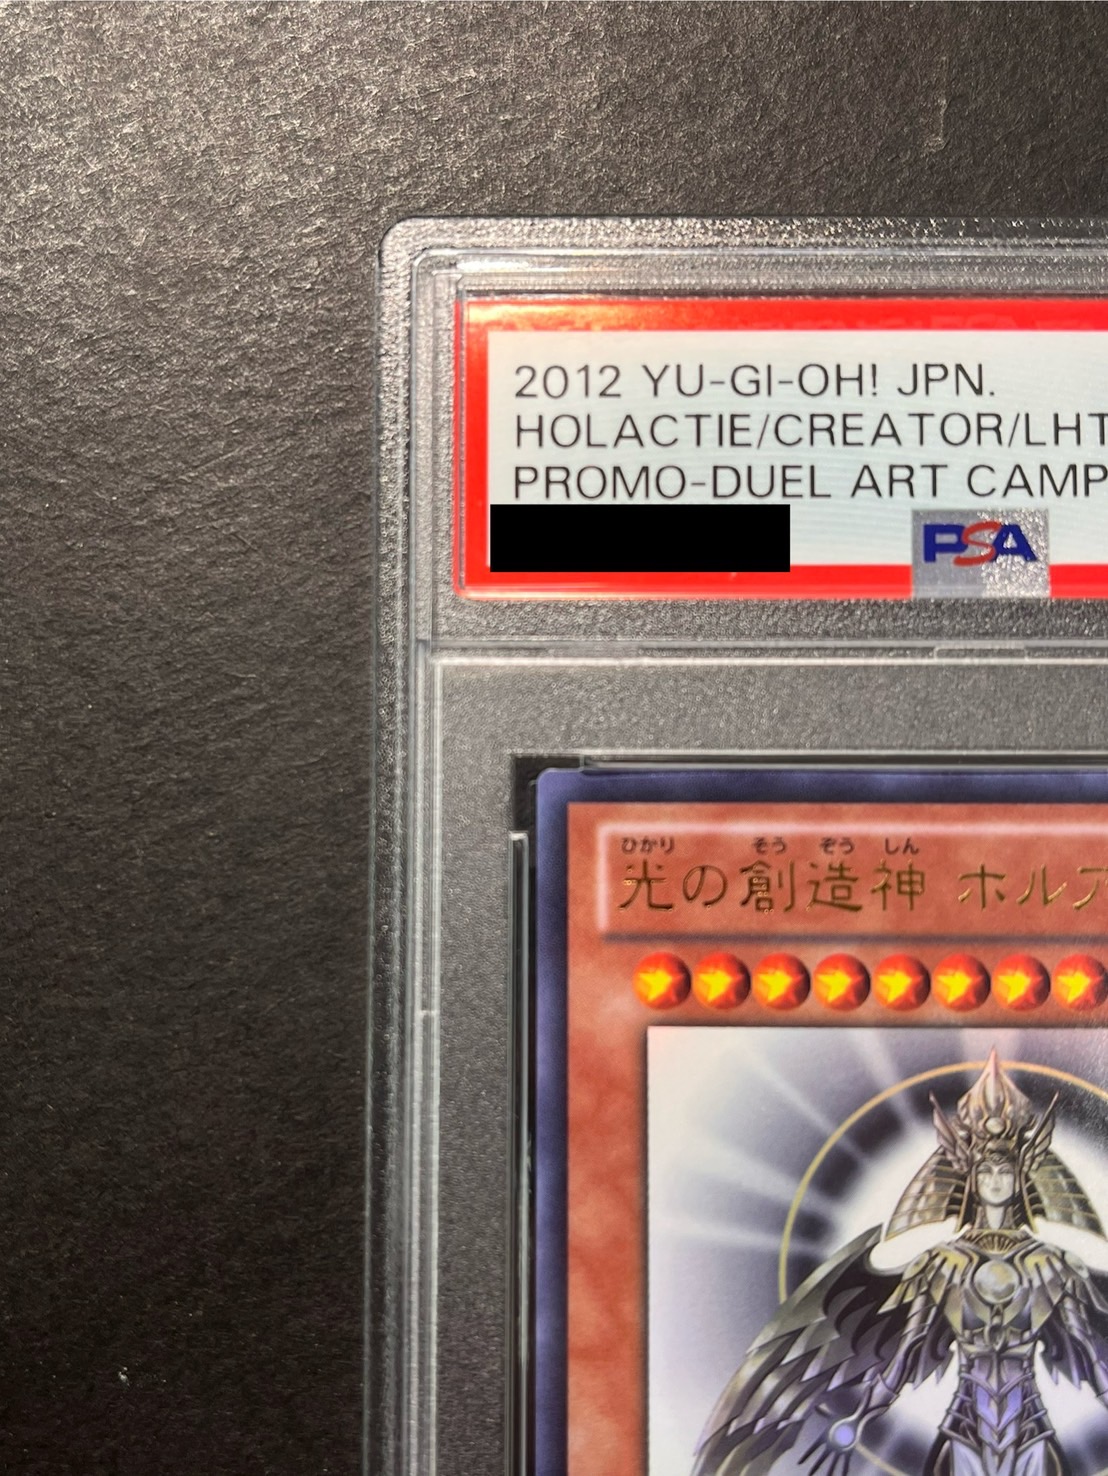 2012 YU-GI-OH! JPN.
HOLACTIE/CREATOR/LHT
PROMO-DUEL ART CAMP
PSA
ひかり そう ぞう しん
光の創造神 ホルア